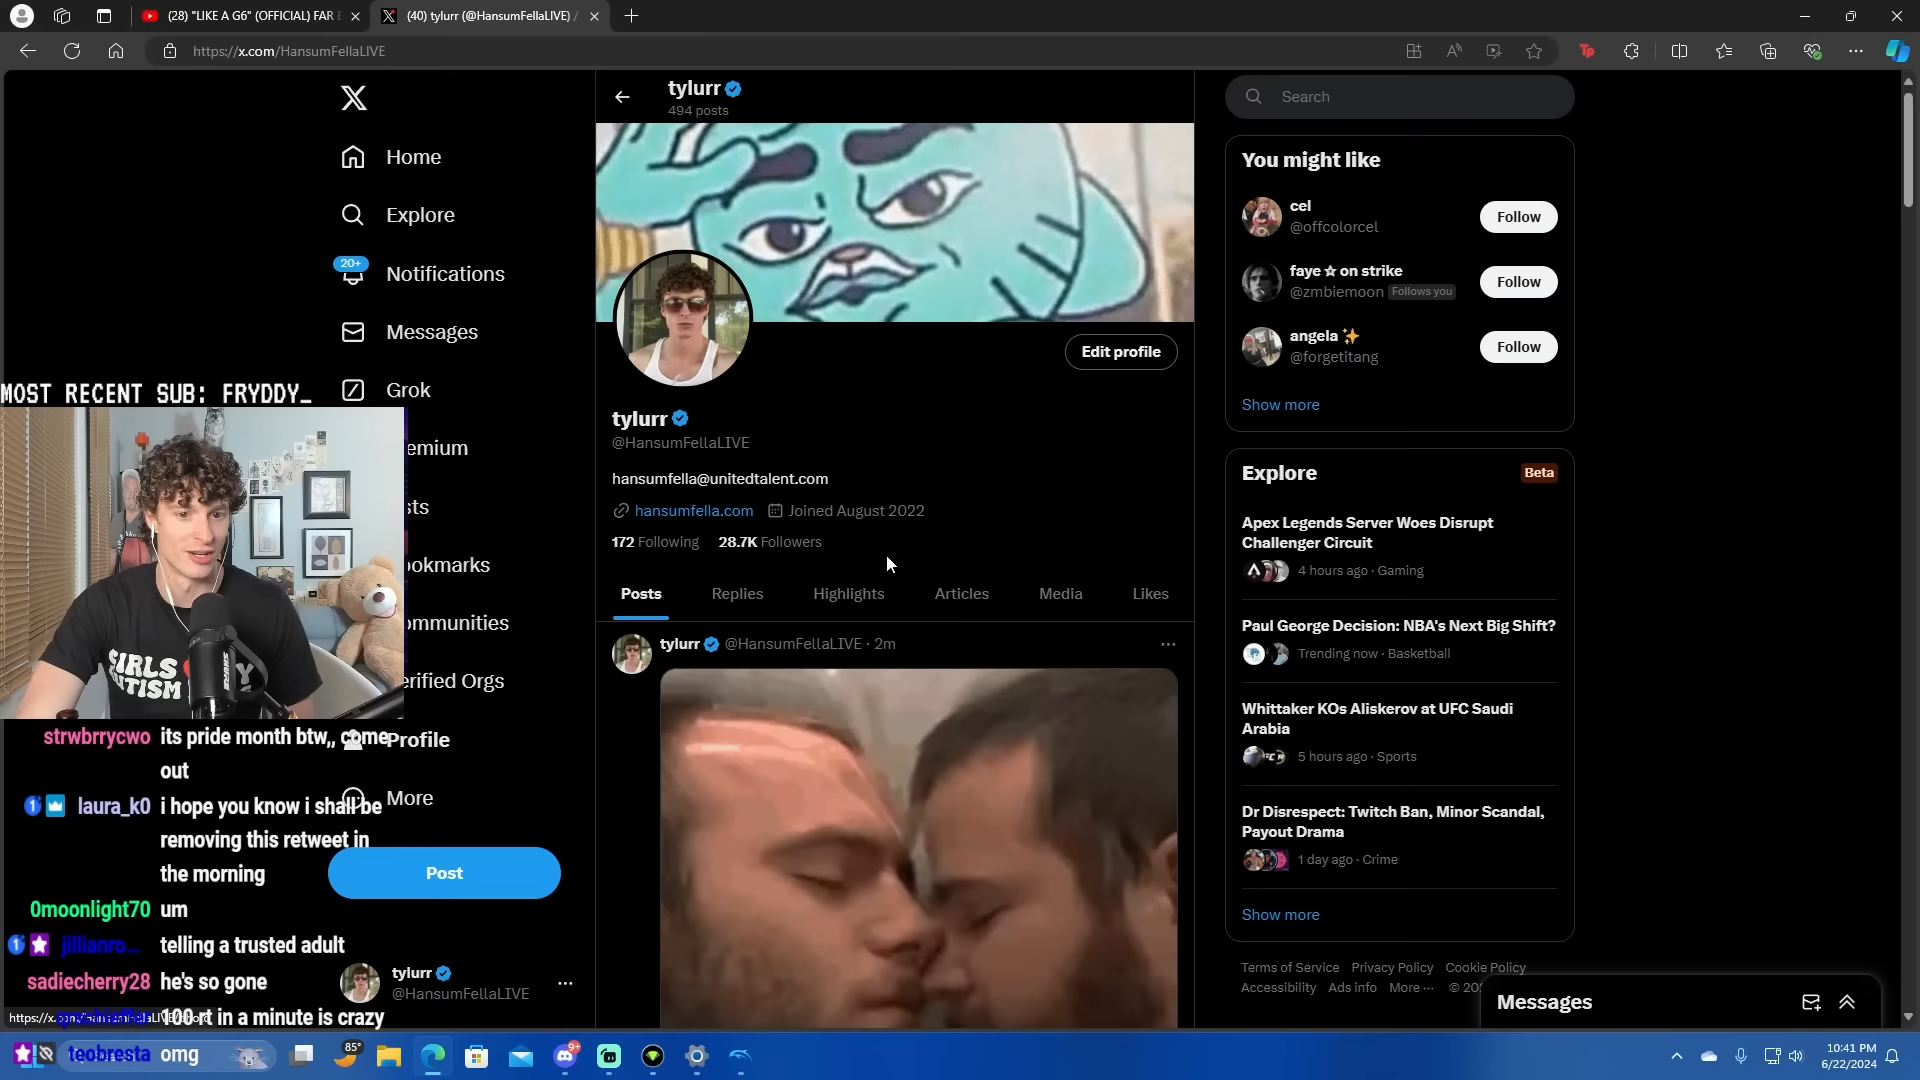 (28) "LIKE A G6" (OFFICIAL) FAR E
(40) tylurr (@HansumFellaLIVE) /
https://x.com/HansumFellaLIVE
Home
Explore
20+
Notifications
Messages
Grok
emium
sts
ookmarks
ommunities
erified Orgs
Profile
More
Post
tylurr
@HansumFellaLIVE
MOST RECENT SUB: FRYDDY_
GIRLS
UTISM
SHURE
strwbrrycwo its pride month btw,, come
out
laura_k0 i hope you know i shall be
removing this retweet in
the morning
0moonlight70 um
jillianro... telling a trusted adult
sadiecherry28 he's so gone
100 rt in a minute is crazy
teobresta omg
tylurr
494 posts
Edit profile
tylurr
@HansumFellaLIVE
hansumfella@unitedtalent.com
hansumfella.com Joined August 2022
172 Following 28.7K Followers
Posts Replies Highlights Articles Media Likes
tylurr @HansumFellaLIVE · 2m
Search
You might like
cel
@offcolorcel
Follow
faye ☆ on strike
@zmbiemoon Follows you
Follow
angela ✨
@forgetitang
Follow
Show more
Explore
Beta
Apex Legends Server Woes Disrupt
Challenger Circuit
4 hours ago · Gaming
Paul George Decision: NBA's Next Big Shift?
Trending now · Basketball
Whittaker KOs Aliskerov at UFC Saudi
Arabia
5 hours ago · Sports
Dr Disrespect: Twitch Ban, Minor Scandal,
Payout Drama
1 day ago · Crime
Show more
Terms of Service Privacy Policy Cookie Policy
Accessibility Ads info More ··· © 20
Messages
85°
9+
10:41 PM
6/22/2024